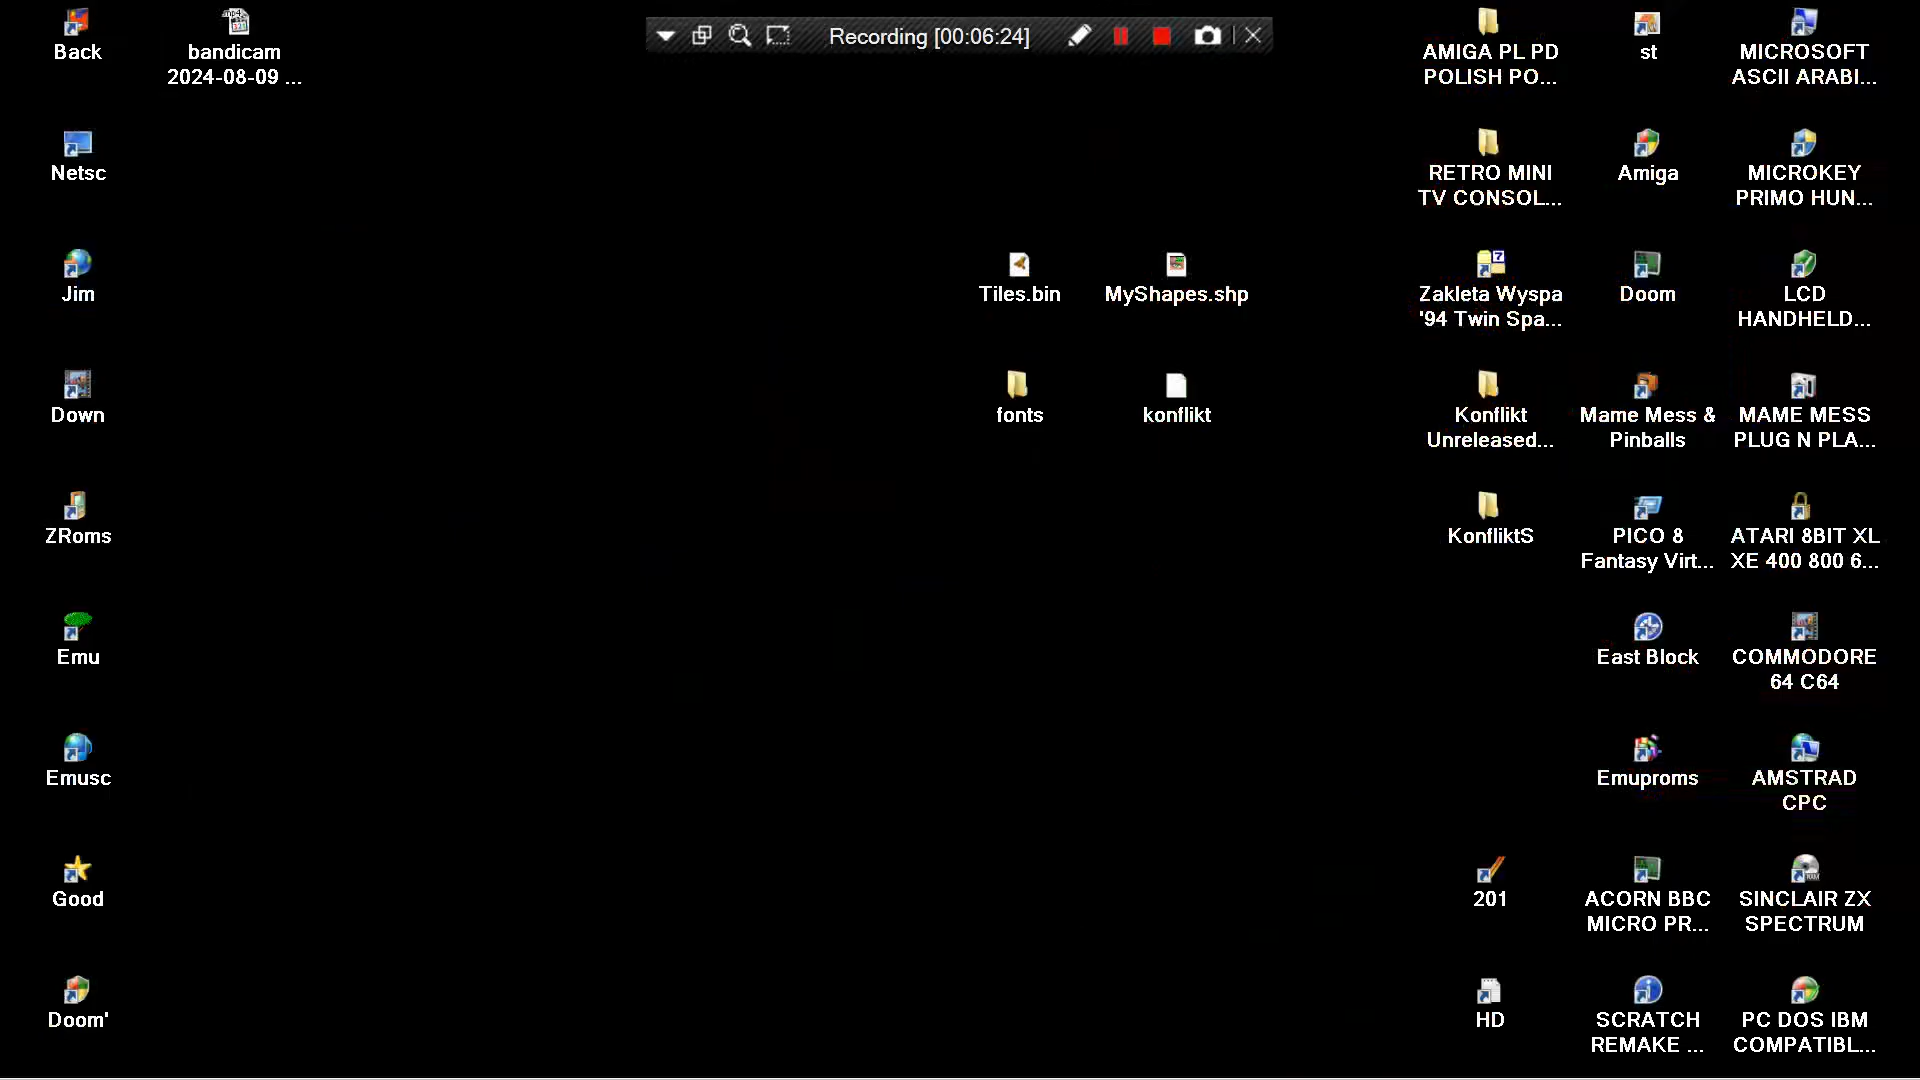 Back
bandicam
2024-08-09 ...
Recording [00:06:24]
AMIGA PL PD
POLISH PO...
st
MICROSOFT
ASCII ARABI...
Netsc
RETRO MINI
TV CONSOL...
Amiga
MICROKEY
PRIMO HUN...
Jim
Tiles.bin
MyShapes.shp
Zakleta Wyspa
'94 Twin Spa...
Doom
LCD
HANDHELD...
Down
fonts
konflikt
Konflikt
Unreleased...
Mame Mess &
Pinballs
MAME MESS
PLUG N PLA...
ZRoms
KonfliktS
PICO 8
Fantasy Virt...
ATARI 8BIT XL
XE 400 800 6...
Emu
East Block
COMMODORE
64 C64
Emusc
Emuproms
AMSTRAD
CPC
Good
201
ACORN BBC
MICRO PR...
SINCLAIR ZX
SPECTRUM
Doom'
HD
SCRATCH
REMAKE ...
PC DOS IBM
COMPATIBL...